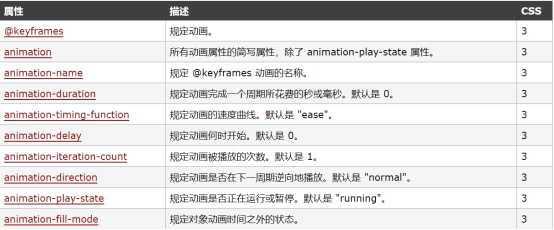 属性 描述 CSS
@keyframes 规定动画。 3
animation 所有动画属性的简写属性，除了 animation-play-state 属性。 3
animation-name 规定 @keyframes 动画的名称。 3
animation-duration 规定动画完成一个周期所花费的秒或毫秒。默认是 0。 3
animation-timing-function 规定动画的速度曲线。默认是 "ease"。 3
animation-delay 规定动画何时开始。默认是 0。 3
animation-iteration-count 规定动画被播放的次数。默认是 1。 3
animation-direction 规定动画是否在下一周期逆向地播放。默认是 "normal"。 3
animation-play-state 规定动画是否正在运行或暂停。默认是 "running"。 3
animation-fill-mode 规定对象动画时间之外的状态。 3